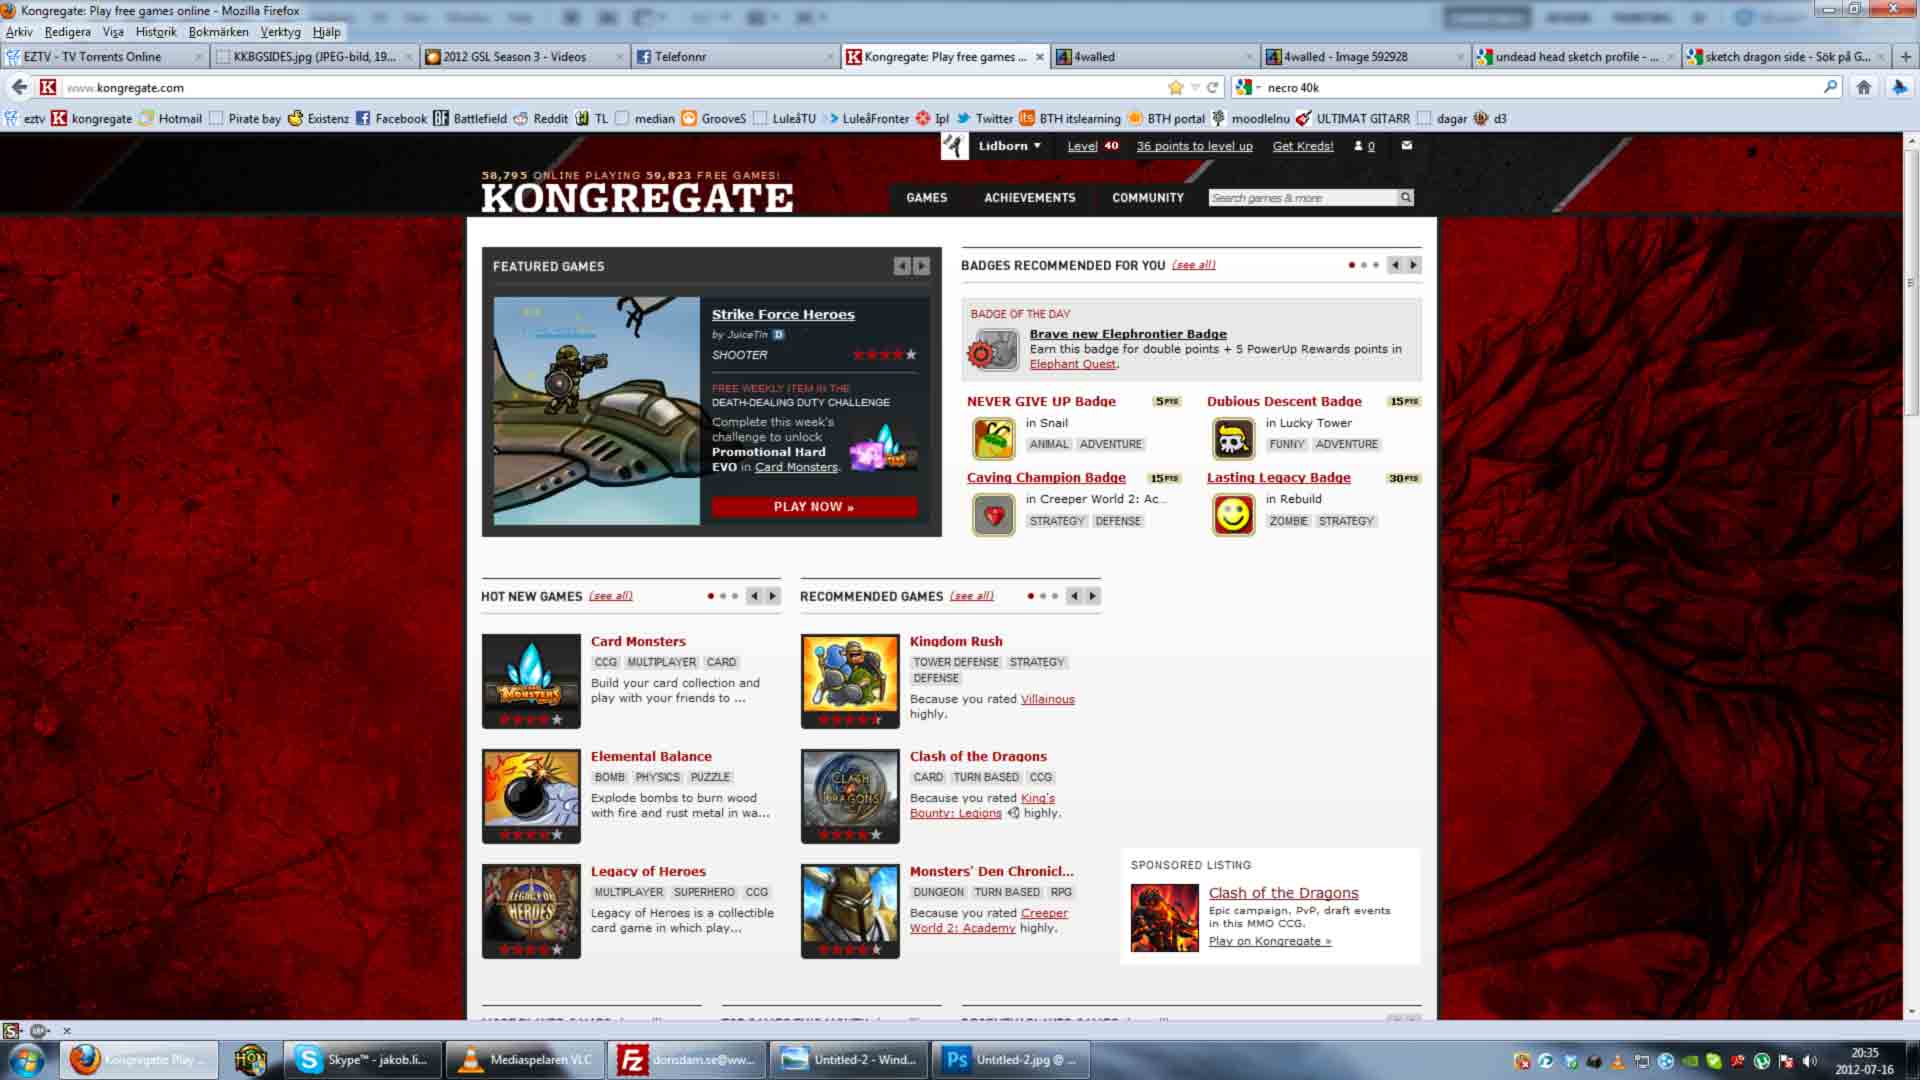 Kongregate: Play free games online - Mozilla Firefox
Arkiv Redigera Visa Historik Bokmärken Verktyg Hjälp
EZTV - TV Torrents Online
KKBGSIDES.jpg (JPEG-bild, 19...
2012 GSL Season 3 - Videos
Telefonnr
Kongregate: Play free games ...
4walled
4walled - Image 592928
undead head sketch profile - ...
sketch dragon side - Sök på G...
www.kongregate.com
necro 40k
eztv kongregate Hotmail Pirate bay Existenz Facebook Battlefield Reddit TL median GrooveS LuleåTU LuleåFronter Ipl Twitter BTH itslearning BTH portal moodlelnu ULTIMAT GITARR dagar d3
Lidborn Level 40 36 points to level up Get Kreds! 0
58,795 ONLINE PLAYING 59,823 FREE GAMES!
KONGREGATE
GAMES ACHIEVEMENTS COMMUNITY
Search games & more
FEATURED GAMES
Strike Force Heroes
by JuiceTin D
SHOOTER
FREE WEEKLY ITEM IN THE
DEATH-DEALING DUTY CHALLENGE
Complete this week's
challenge to unlock
Promotional Hard
EVO in Card Monsters.
PLAY NOW »
BADGES RECOMMENDED FOR YOU (see all)
BADGE OF THE DAY
Brave new Elephrontier Badge
Earn this badge for double points + 5 PowerUp Rewards points in
Elephant Quest.
NEVER GIVE UP Badge 5PTS
in Snail
ANIMAL ADVENTURE
Dubious Descent Badge 15PTS
in Lucky Tower
FUNNY ADVENTURE
Caving Champion Badge 15PTS
in Creeper World 2: Ac...
STRATEGY DEFENSE
Lasting Legacy Badge 30PTS
in Rebuild
ZOMBIE STRATEGY
HOT NEW GAMES (see all)
MONSTERS
Card Monsters
CCG MULTIPLAYER CARD
Build your card collection and
play with your friends to ...
Elemental Balance
BOMB PHYSICS PUZZLE
Explode bombs to burn wood
with fire and rust metal in wa...
LEGACY OF
HEROES
Legacy of Heroes
MULTIPLAYER SUPERHERO CCG
Legacy of Heroes is a collectible
card game in which play...
RECOMMENDED GAMES (see all)
Kingdom Rush
TOWER DEFENSE STRATEGY
DEFENSE
Because you rated Villainous
highly.
CLASH
DRAGONS
Clash of the Dragons
CARD TURN BASED CCG
Because you rated King's
Bounty: Legions highly.
Monsters' Den Chronicl...
DUNGEON TURN BASED RPG
Because you rated Creeper
World 2: Academy highly.
SPONSORED LISTING
Clash of the Dragons
Epic campaign, PvP, draft events
in this MMO CCG.
Play on Kongregate »
Kongregate: Play ...
HON
Skype™ - jakob.li...
Mediaspelaren VLC
dorisdam.se@ww...
Untitled-2 - Wind...
Untitled-2.jpg @ ...
20:35
2012-07-16